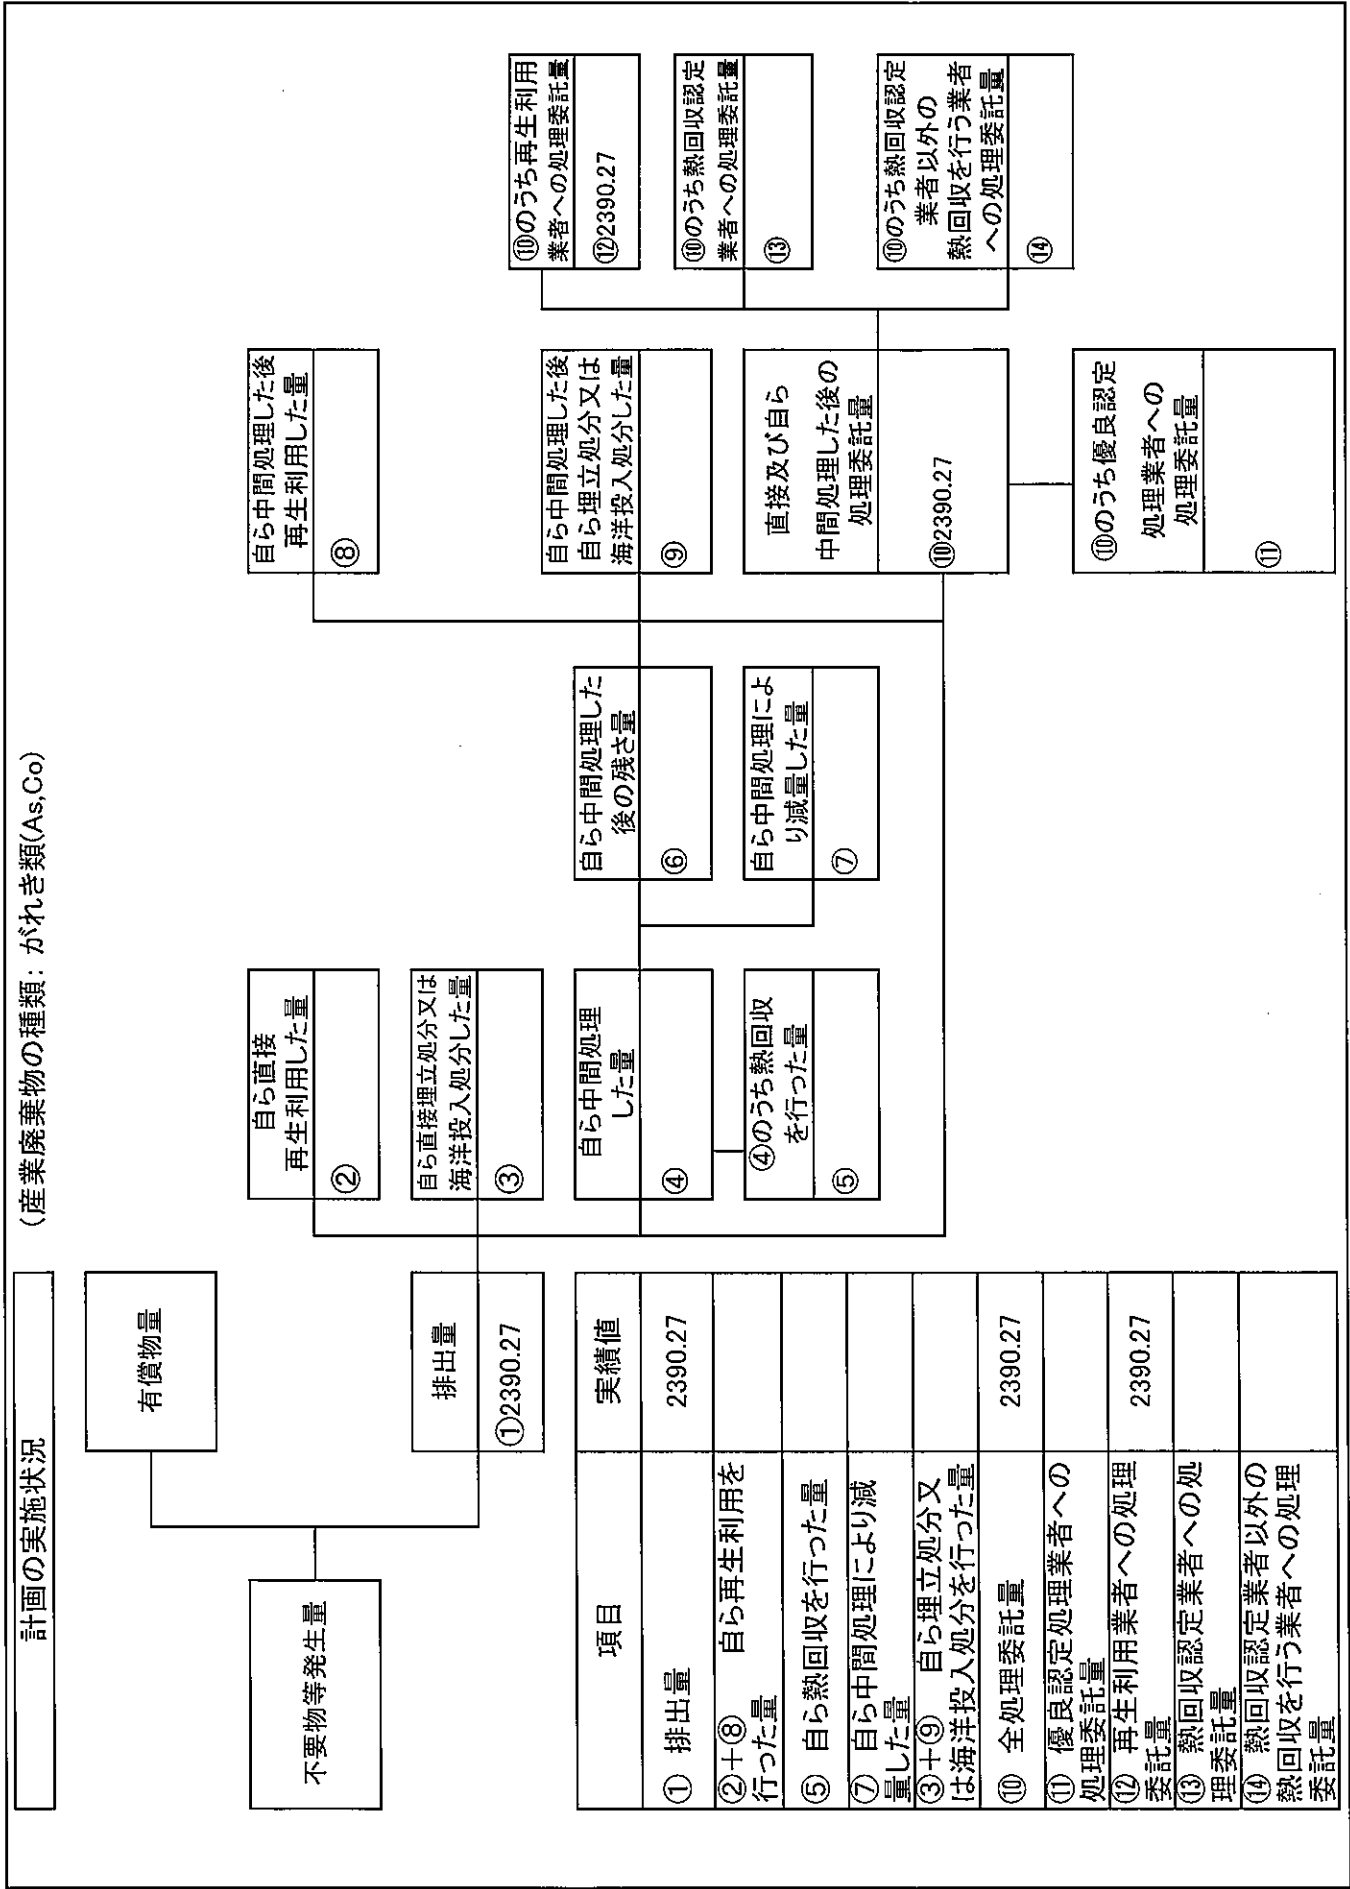 計画の実施状況
(産業廃棄物の種類：がれき類(As,Co)
不要物等発生量
有償物量
排出量
①2390.27
自ら直接
再生利用した量
②
自ら直接埋立処分又は
海洋投入処分した量
③
自ら中間処理
した量
④
④のうち熱回収
を行った量
⑤
自ら中間処理した
後の残さ量
⑥
自ら中間処理によ
り減量した量
⑦
自ら中間処理した後
再生利用した量
⑧
自ら中間処理した後
自ら埋立処分又は
海洋投入処分した量
⑨
直接及び自ら
中間処理した後の
処理委託量
⑩2390.27
⑩のうち優良認定
処理業者への
処理委託量
⑪
⑩のうち再生利用
業者への処理委託量
⑫2390.27
⑩のうち熱回収認定
業者への処理委託量
⑬
⑩のうち熱回収認定
業者以外の
熱回収を行う業者
への処理委託量
⑭
項目 実績値
① 排出量 2390.27
②＋⑧ 自ら再生利用を
行った量
⑤ 自ら熱回収を行った量
⑦ 自ら中間処理により減
量した量
③＋⑨ 自ら埋立処分又
は海洋投入処分を行った量
⑩ 全処理委託量 2390.27
⑪ 優良認定処理業者への
処理委託量
⑫ 再生利用業者への処理 2390.27
委託量
⑬ 熱回収認定業者への処
理委託量
⑭ 熱回収認定業者以外の
熱回収を行う業者への処理
委託量